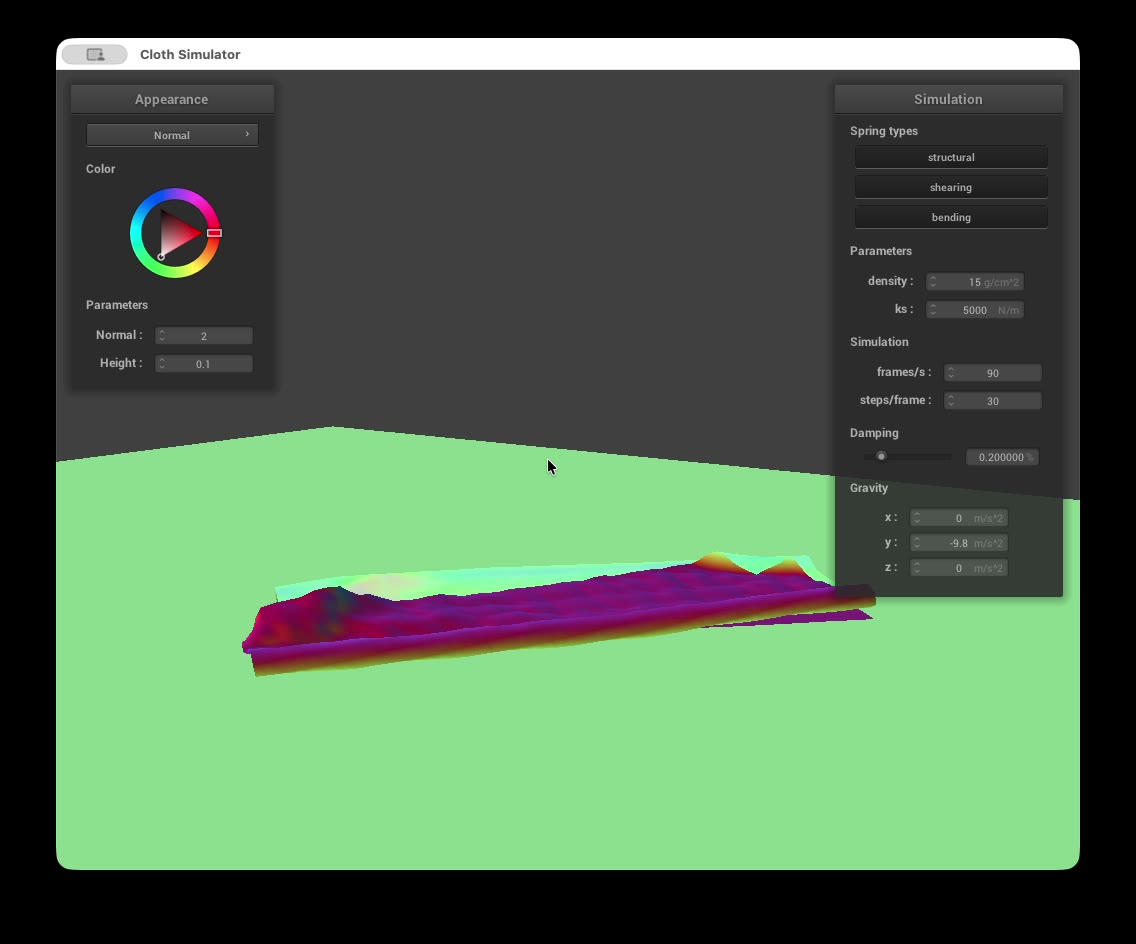 Cloth Simulator
Appearance
Normal ›
Color
Parameters
Normal : 2
Height : 0.1
Simulation
Spring types
structural
shearing
bending
Parameters
density : 15 g/cm^2
ks : 5000 N/m
Simulation
frames/s : 90
steps/frame : 30
Damping
0.200000 %
Gravity
x : 0 m/s^2
y : -9.8 m/s^2
z : 0 m/s^2